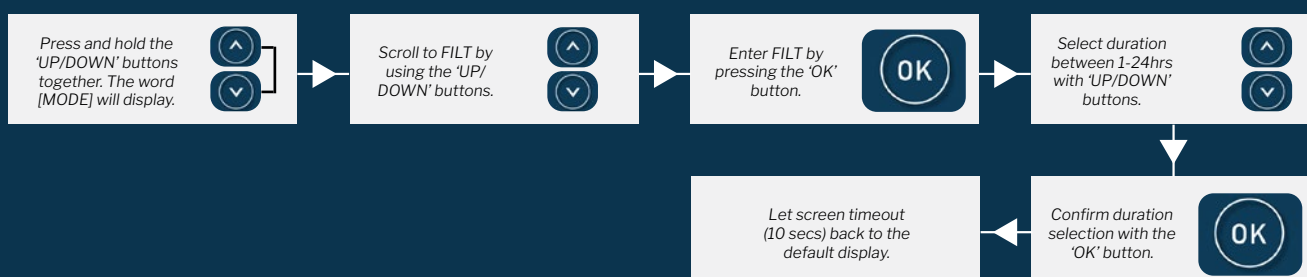 Press and hold the
‘UP/DOWN’ buttons
together. The word
[MODE] will display.
Scroll to FILT by
using the ‘UP/
DOWN’ buttons.
Enter FILT by
pressing the ‘OK’
button.
OK
Select duration
between 1-24hrs
with ‘UP/DOWN’
buttons.
Confirm duration
selection with the
‘OK’ button.
OK
Let screen timeout
(10 secs) back to the
default display.